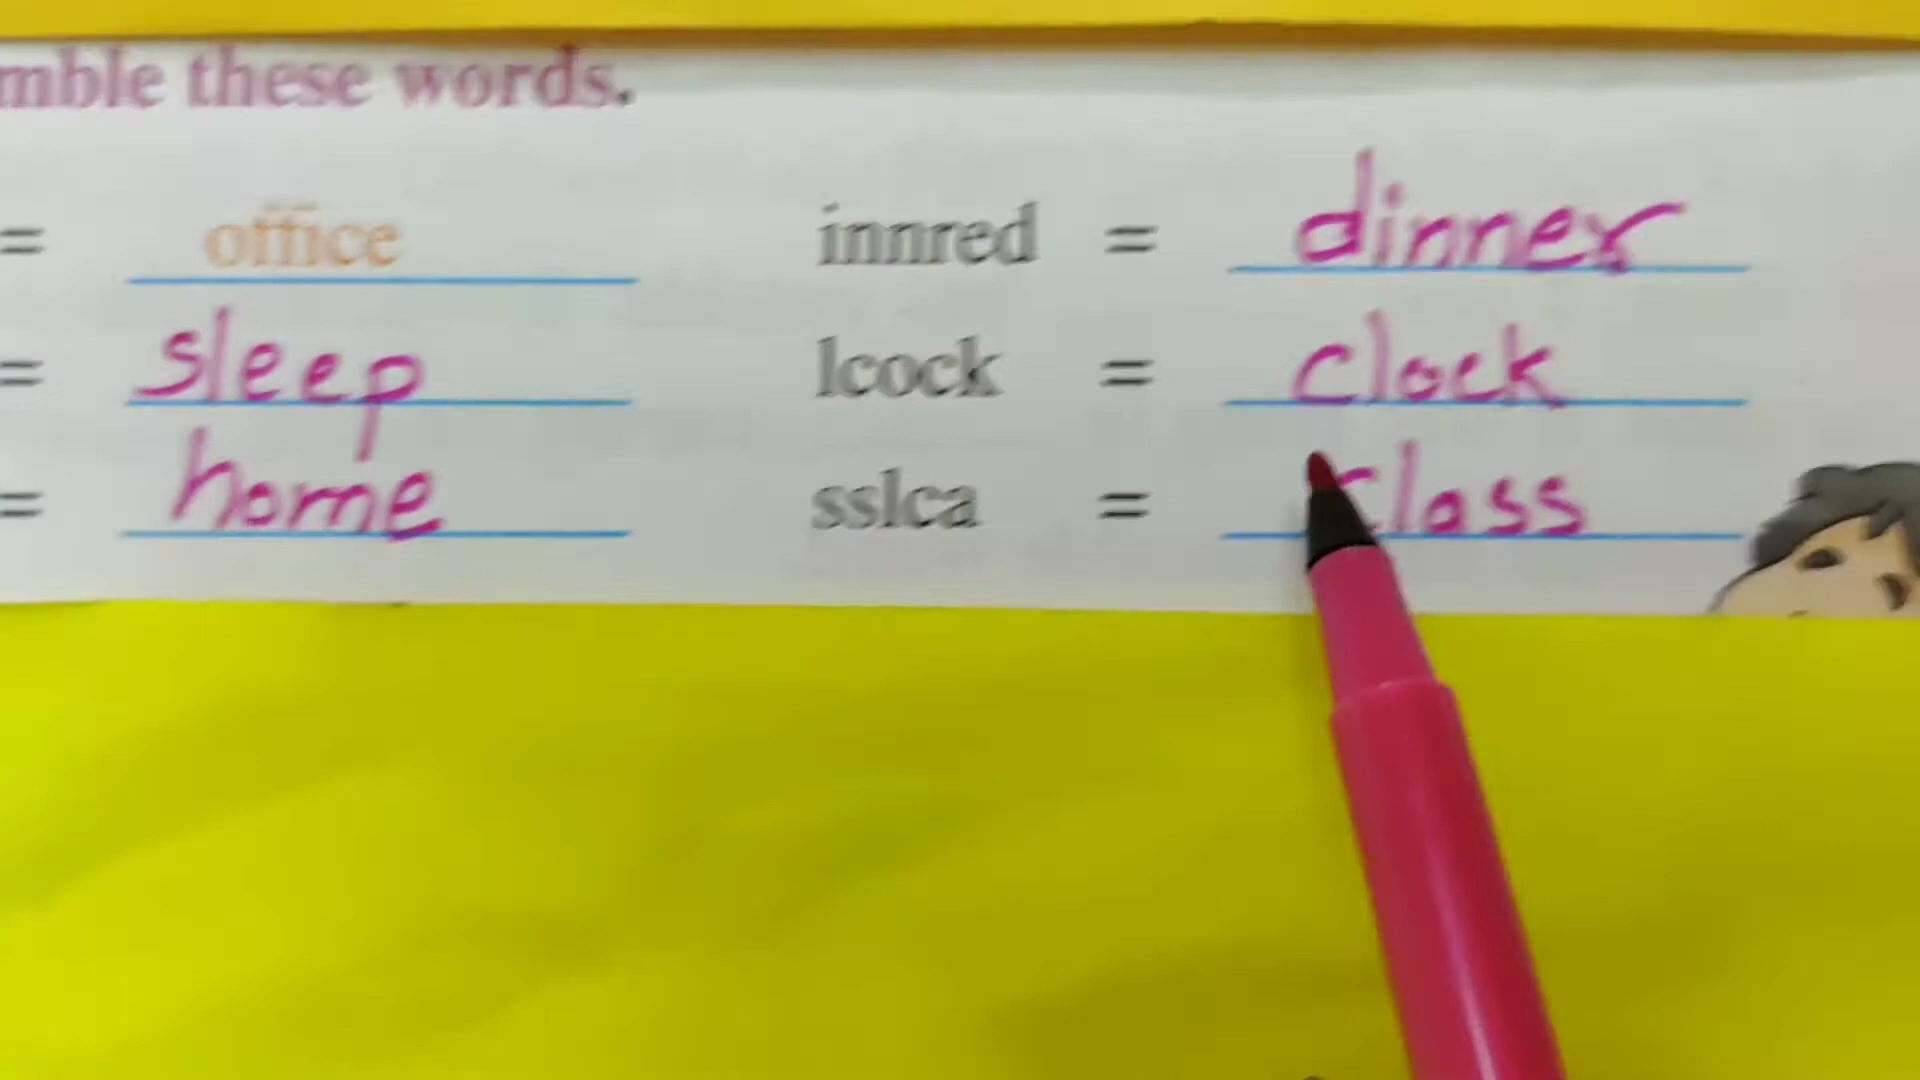 mble these words.
= office innred = dinner
= sleep lcock = clock
= home sslca = class